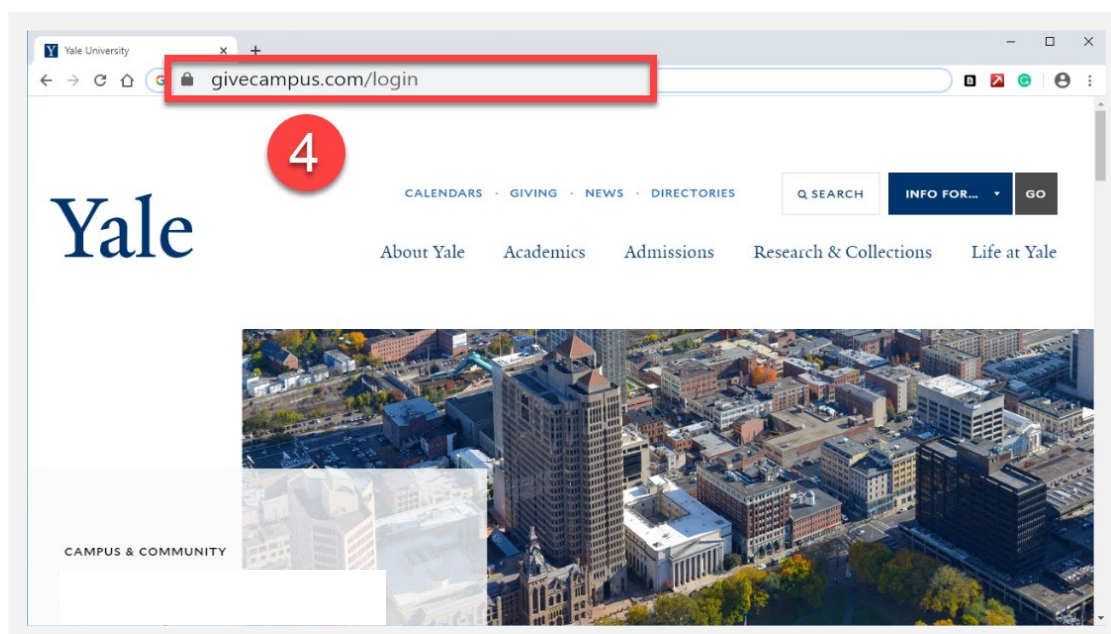 Yale University
givecampus.com/login
4
CALENDARS · GIVING · NEWS · DIRECTORIES
SEARCH
INFO FOR...
GO
Yale
About Yale Academics Admissions Research & Collections Life at Yale
CAMPUS & COMMUNITY